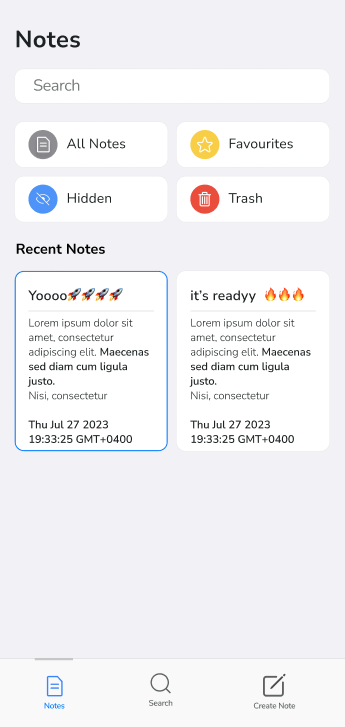 Notes
Search
All Notes
Favourites
Hidden
Trash
Recent Notes
Yoooo🚀🚀🚀🚀
Lorem ipsum dolor sit
amet, consectetur
adipiscing elit. Maecenas
sed diam cum ligula
justo.
Nisi, consectetur
Thu Jul 27 2023
19:33:25 GMT+0400
it's readyy 🔥🔥🔥
Lorem ipsum dolor sit
amet, consectetur
adipiscing elit. Maecenas
sed diam cum ligula
justo.
Nisi, consectetur
Thu Jul 27 2023
19:33:25 GMT+0400
Notes
Search
Create Note